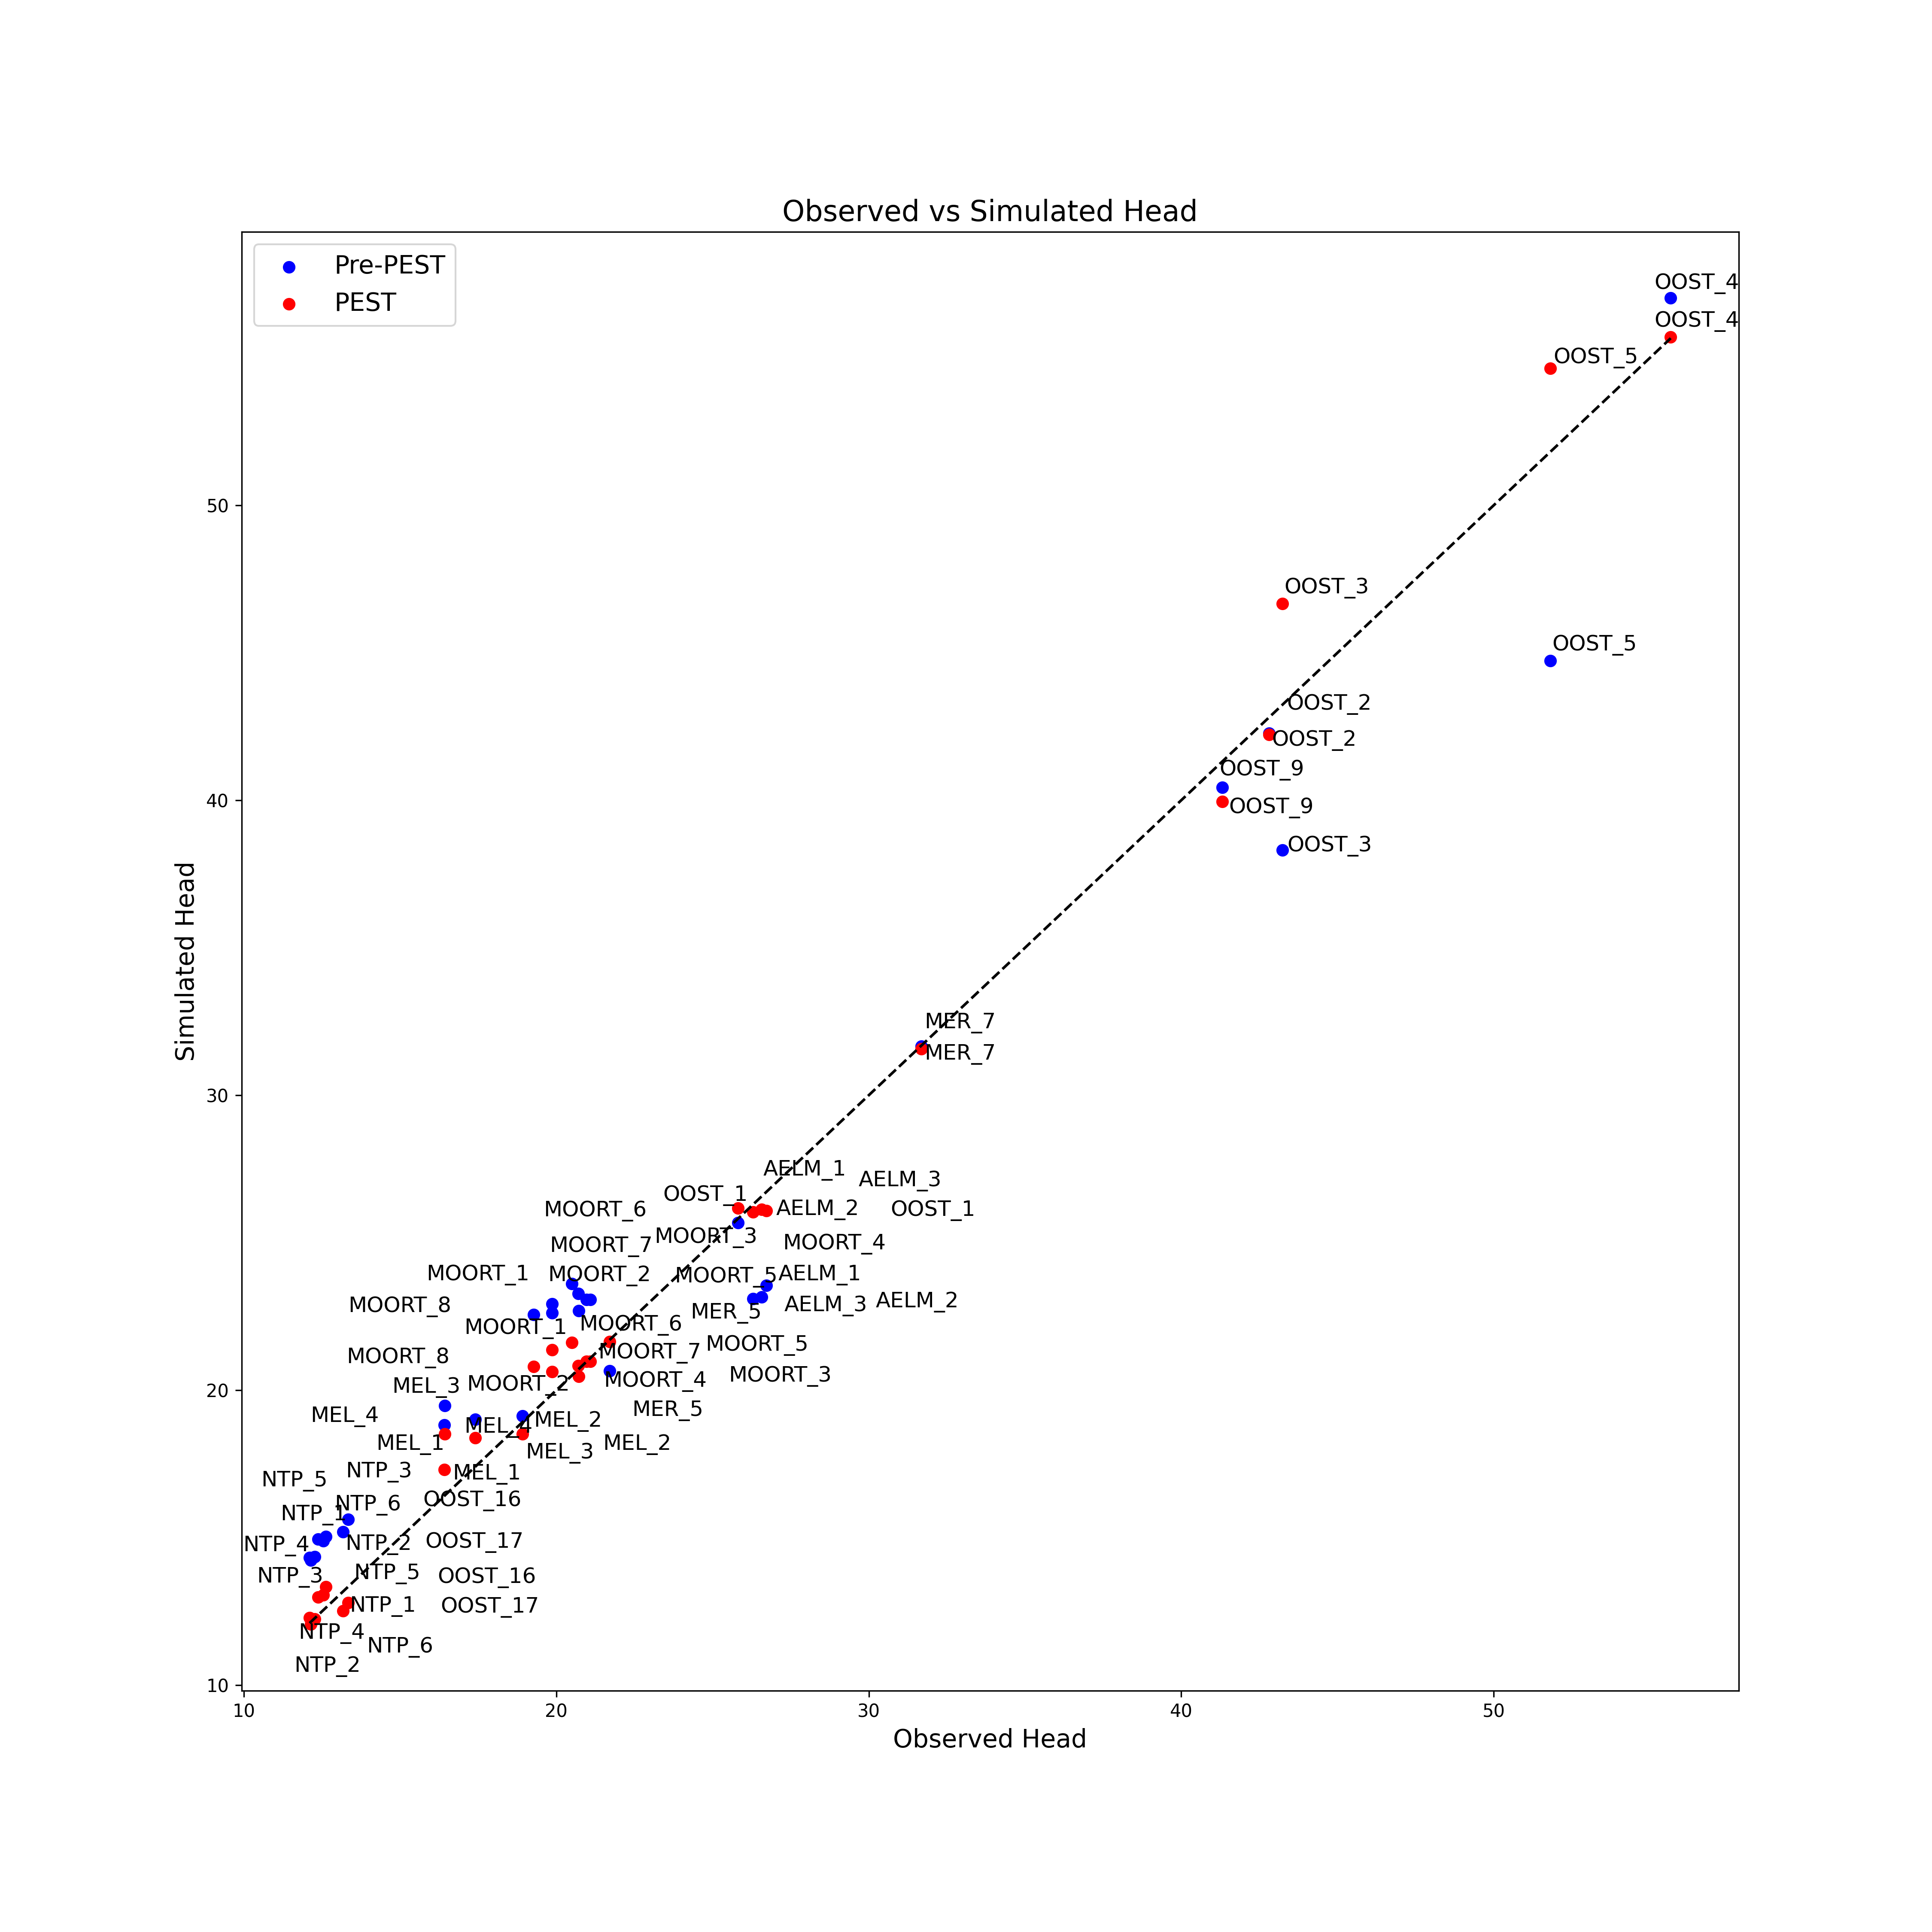 Observed vs Simulated Head
Pre-PEST
PEST
OOST_4
OOST_4
OOST_5
OOST_3
OOST_5
OOST_2
OOST_2
OOST_9
OOST_9
OOST_3
MER_7
MER_7
AELM_1
AELM_3
OOST_1
MOORT_6
AELM_2
OOST_1
MOORT_3
MOORT_7
MOORT_4
MOORT_1
MOORT_2
MOORT_5
AELM_1
MOORT_8
MER_5
AELM_3
AELM_2
MOORT_1
MOORT_6
MOORT_5
MOORT_8
MOORT_7
MOORT_3
MEL_3
MOORT_2
MOORT_4
MEL_4
MEL_4
MEL_2
MER_5
MEL_1
MEL_3
MEL_2
NTP_5
NTP_3
MEL_1
NTP_1
NTP_6
OOST_16
NTP_4
NTP_2
OOST_17
NTP_3
NTP_5
OOST_16
NTP_1
OOST_17
NTP_4
NTP_6
NTP_2
50
40
30
20
10
10
20
30
40
50
Simulated Head
Observed Head